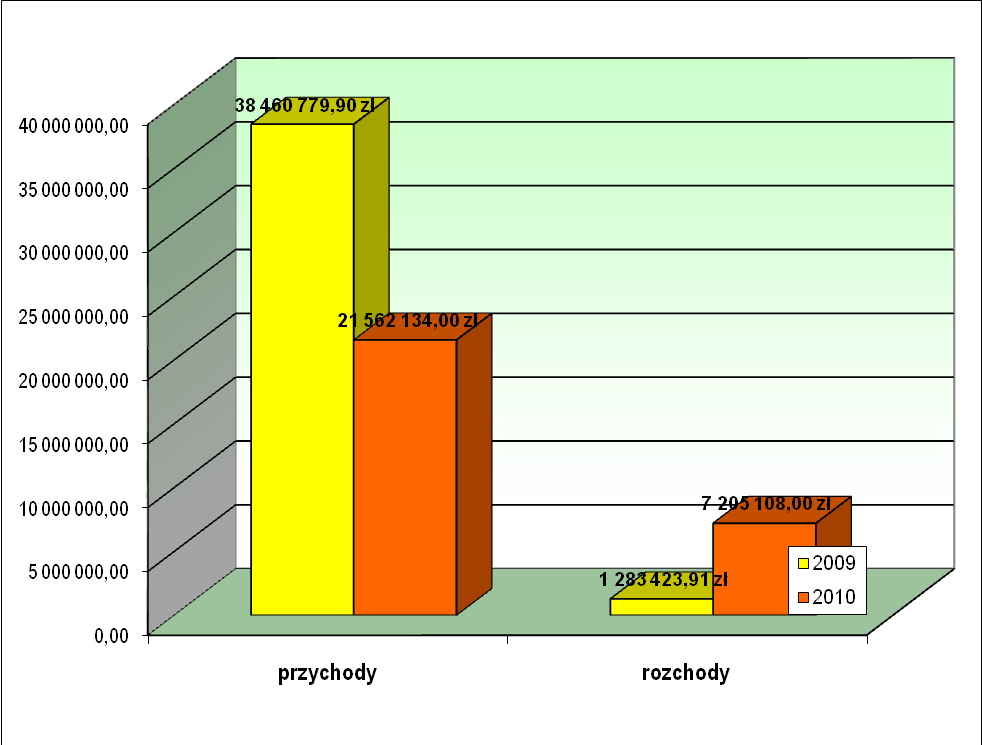 38 460 779,90 zł
40 000 000,00
35 000 000,00
30 000 000,00
25 000 000,00
21 562 134,00 zł
20 000 000,00
15 000 000,00
10 000 000,00
7 205 108,00 zł
5 000 000,00
1 283 423,91 zł
2009
2010
0,00
przychody
rozchody